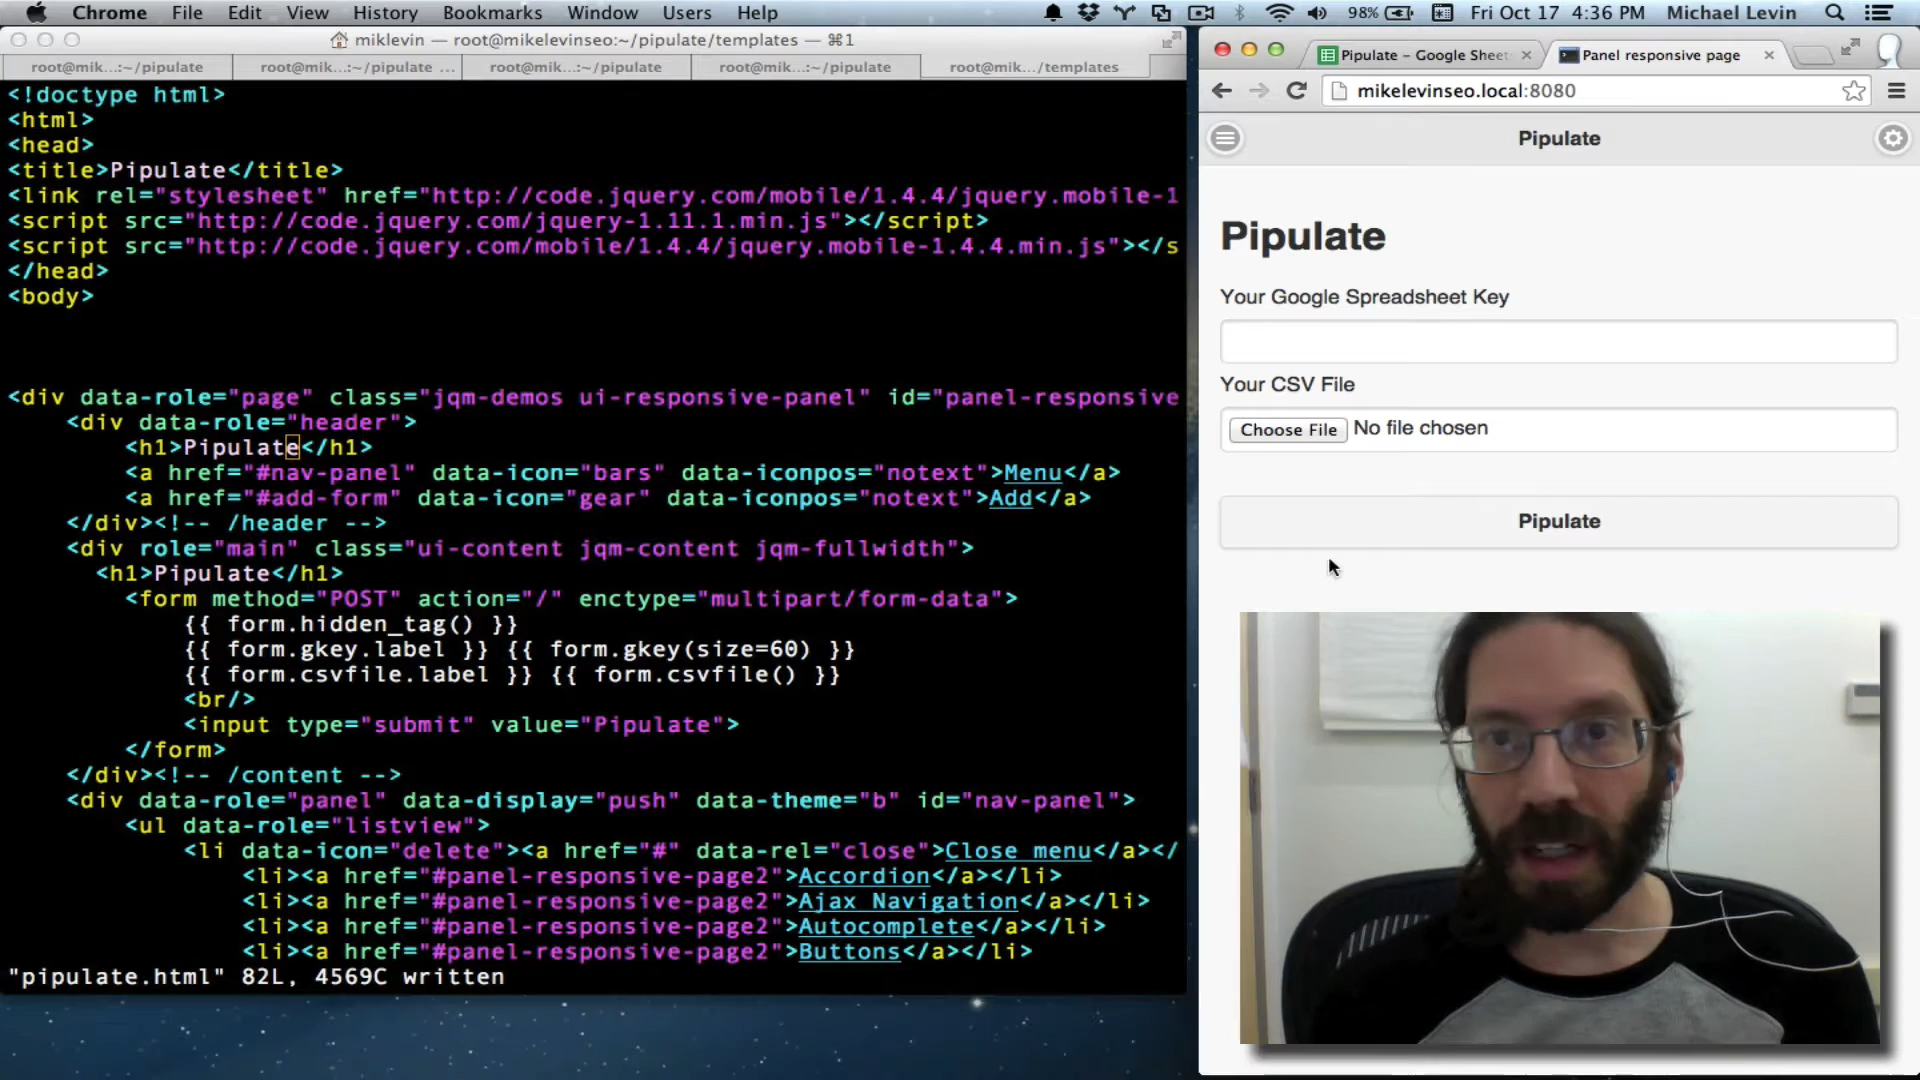 Chrome File Edit View History Bookmarks Window Users Help 98% Fri Oct 17 4:36 PM Michael Levin
miklevin — root@mikelevinseo:~/pipulate/templates — ⌘1
root@mik...:~/pipulate root@mik...:~/pipulate ... root@mik...:~/pipulate root@mik...:~/pipulate root@mik.../templates
<!doctype html>
<html>
<head>
<title>Pipulate</title>
<link rel="stylesheet" href="http://code.jquery.com/mobile/1.4.4/jquery.mobile-1
<script src="http://code.jquery.com/jquery-1.11.1.min.js"></script>
<script src="http://code.jquery.com/mobile/1.4.4/jquery.mobile-1.4.4.min.js"></s
</head>
<body>
<div data-role="page" class="jqm-demos ui-responsive-panel" id="panel-responsive
<div data-role="header">
<h1>Pipulate</h1>
<a href="#nav-panel" data-icon="bars" data-iconpos="notext">Menu</a>
<a href="#add-form" data-icon="gear" data-iconpos="notext">Add</a>
</div><!-- /header -->
<div role="main" class="ui-content jqm-content jqm-fullwidth">
<h1>Pipulate</h1>
<form method="POST" action="/" enctype="multipart/form-data">
{{ form.hidden_tag() }}
{{ form.gkey.label }} {{ form.gkey(size=60) }}
{{ form.csvfile.label }} {{ form.csvfile() }}
<br/>
<input type="submit" value="Pipulate">
</form>
</div><!-- /content -->
<div data-role="panel" data-display="push" data-theme="b" id="nav-panel">
<ul data-role="listview">
<li data-icon="delete"><a href="#" data-rel="close">Close menu</a></
<li><a href="#panel-responsive-page2">Accordion</a></li>
<li><a href="#panel-responsive-page2">Ajax Navigation</a></li>
<li><a href="#panel-responsive-page2">Autocomplete</a></li>
<li><a href="#panel-responsive-page2">Buttons</a></li>
"pipulate.html" 82L, 4569C written
Pipulate – Google Sheet Panel responsive page
mikelevinseo.local:8080
Pipulate
Pipulate
Your Google Spreadsheet Key
Your CSV File
Choose File No file chosen
Pipulate